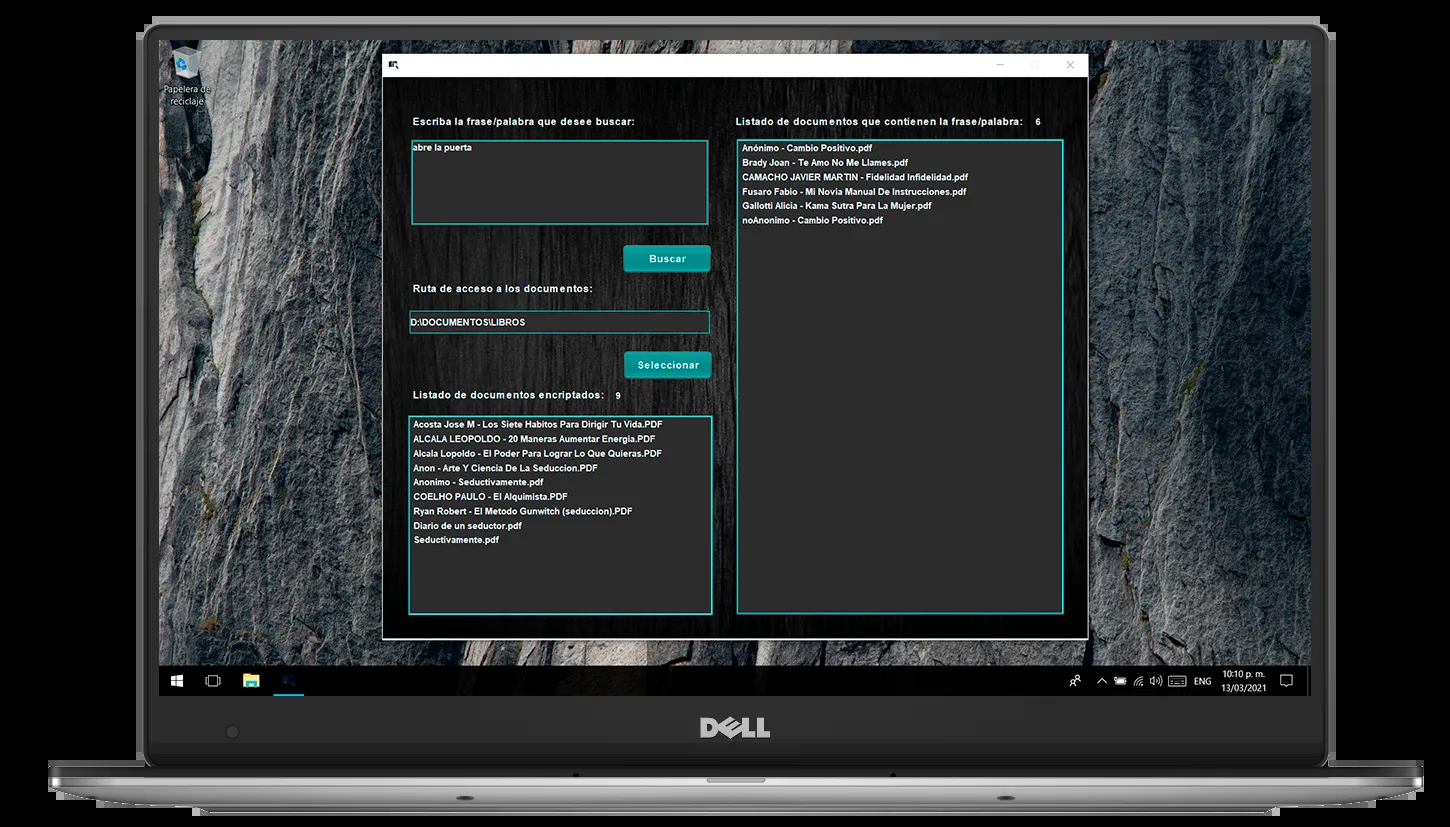 Papelera de
reciclaje
Escriba la frase/palabra que desee buscar:
abre la puerta
Buscar
Ruta de acceso a los documentos:
D:\DOCUMENTOS\LIBROS
Seleccionar
Listado de documentos encriptados: 9
Acosta Jose M - Los Siete Habitos Para Dirigir Tu Vida.PDF
ALCALA LEOPOLDO - 20 Maneras Aumentar Energia.PDF
Alcala Lopoldo - El Poder Para Lograr Lo Que Quieras.PDF
Anon - Arte Y Ciencia De La Seduccion.PDF
Anonimo - Seductivamente.pdf
COELHO PAULO - El Alquimista.PDF
Ryan Robert - El Metodo Gunwitch (seduccion).PDF
Diario de un seductor.pdf
Seductivamente.pdf
Listado de documentos que contienen la frase/palabra: 6
Anónimo - Cambio Positivo.pdf
Brady Joan - Te Amo No Me Llames.pdf
CAMACHO JAVIER MARTIN - Fidelidad Infidelidad.pdf
Fusaro Fabio - Mi Novia Manual De Instrucciones.pdf
Gallotti Alicia - Kama Sutra Para La Mujer.pdf
noAnonimo - Cambio Positivo.pdf
ENG
10:10 p. m.
13/03/2021
DELL